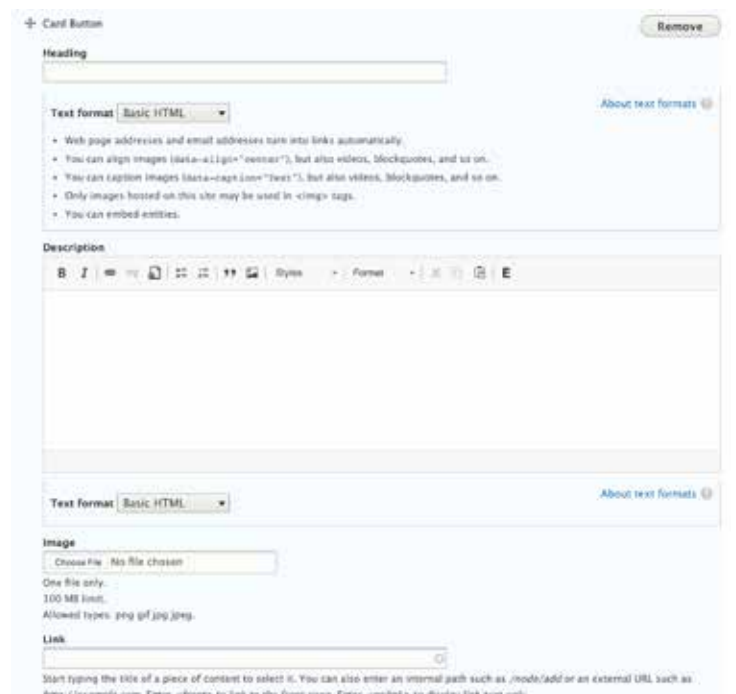 Card Button
Remove
Heading
About text formats
Text format Basic HTML
• Web page addresses and email addresses turn into links automatically.
• You can align images (data-align="center"), but also videos, blockquotes, and so on.
• You can caption images (data-caption="Text"), but also videos, blockquotes, and so on.
• Only images hosted on this site may be used in <img> tags.
• You can embed entities.
Description
B I Styles Format E
About text formats
Text format Basic HTML
Image
Choose File No file chosen
One file only.
100 MB limit.
Allowed types: png gif jpg jpeg.
Link
Start typing the title of a piece of content to select it. You can also enter an internal path such as /node/add or an external URL such as